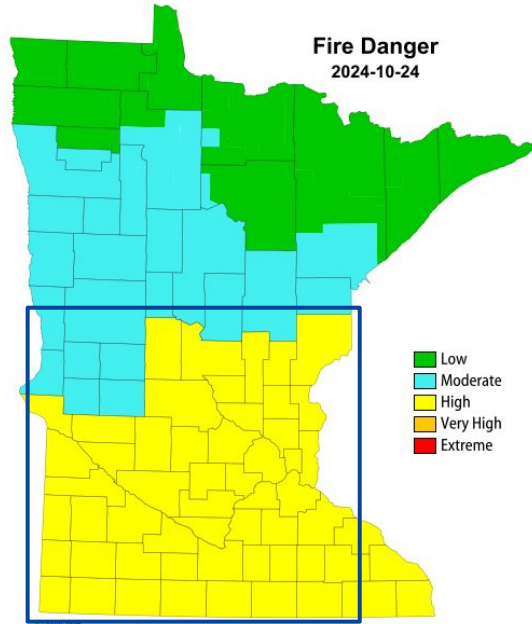 Fire Danger
2024-10-24
Low
Moderate
High
Very High
Extreme